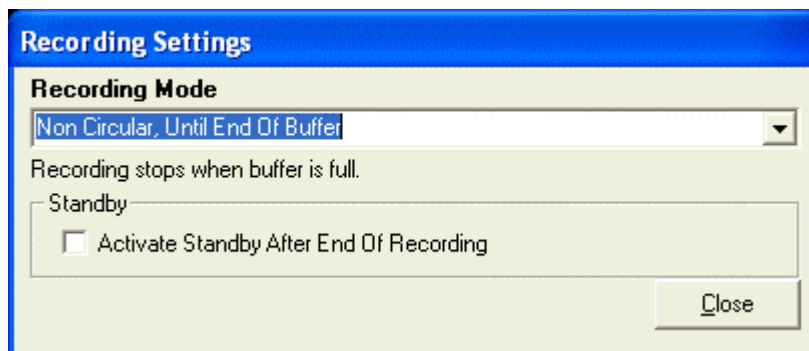 Recording Settings
Recording Mode
Non Circular, Until End Of Buffer
Recording stops when buffer is full.
Standby
Activate Standby After End Of Recording
Close